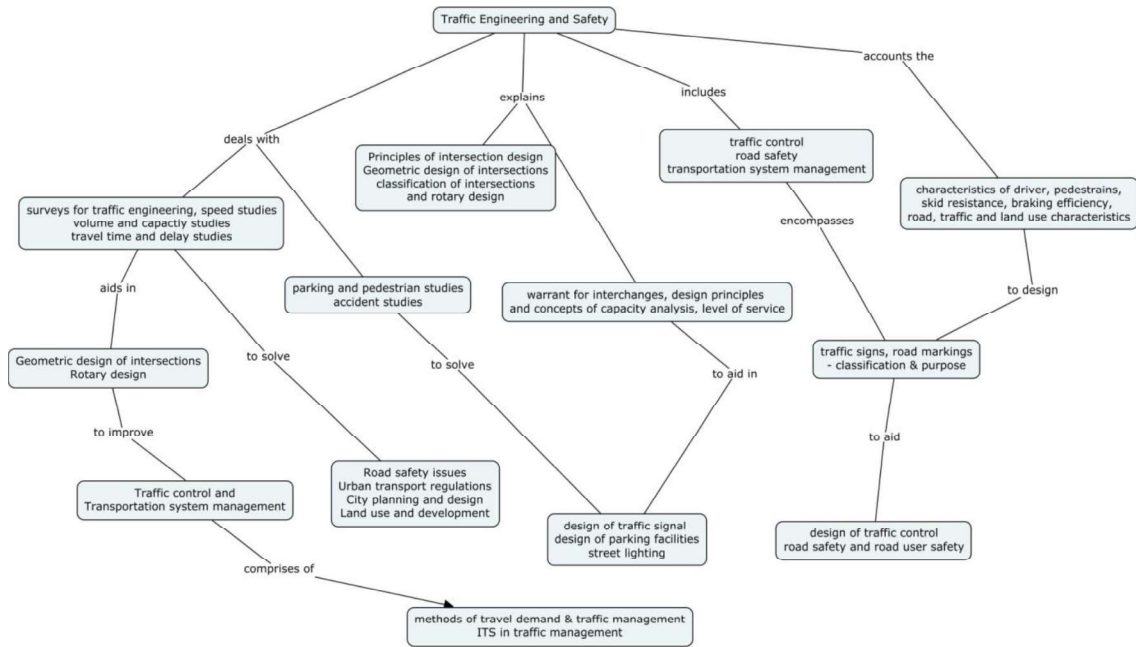 Traffic Engineering and Safety
accounts the
explains
includes
deals with
traffic control
road safety
transportation system management
Principles of intersection design
Geometric design of intersections
classification of intersections
and rotary design
characteristics of driver, pedestrains,
skid resistance, braking efficiency,
road, traffic and land use characteristics
surveys for traffic engineering, speed studies
volume and capactiy studies
travel time and delay studies
encompasses
aids in
parking and pedestrian studies
accident studies
warrant for interchanges, design principles
and concepts of capacity analysis, level of service
to design
Geometric design of intersections
Rotary design
to solve
to solve
to aid in
traffic signs, road markings
- classification & purpose
to improve
to aid
Road safety issues
Urban transport regulations
City planning and design
Land use and development
Traffic control and
Transportation system management
design of traffic signal
design of parking facilities
street lighting
design of traffic control
road safety and road user safety
comprises of
methods of travel demand & traffic management
ITS in traffic management